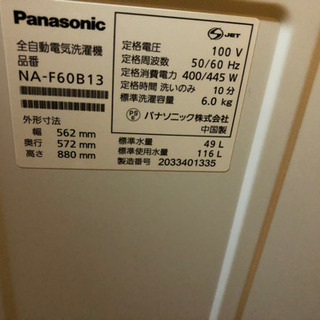 Panasonic
JET
全自動電気洗濯機
品番
NA-F60B13
定格電圧 100 V
定格周波数 50/60 Hz
定格消費電力 400/445 W
定格時間 洗いのみ 10分
標準洗濯容量 6.0 kg
PSE パナソニック株式会社
中国製
外形寸法
幅 562 mm
奥行 572 mm
高さ 880 mm
標準水量 49 L
標準使用水量 116 L
製造番号 2033401335